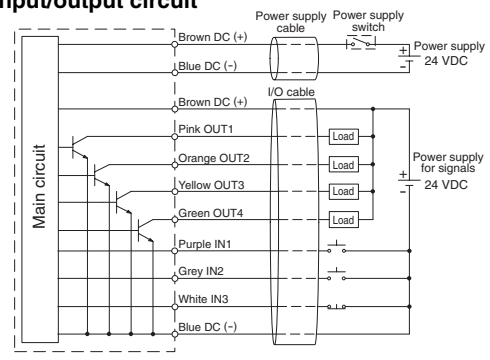 Input/output circuit
Power supply cable
Power supply switch
Brown DC (+)
Power supply
24 VDC
+
-
Blue DC (-)
I/O cable
Brown DC (+)
Pink OUT1
Load
Orange OUT2
Load
Power supply for signals
24 VDC
+
-
Yellow OUT3
Load
Green OUT4
Load
Main circuit
Purple IN1
Grey IN2
White IN3
Blue DC (-)